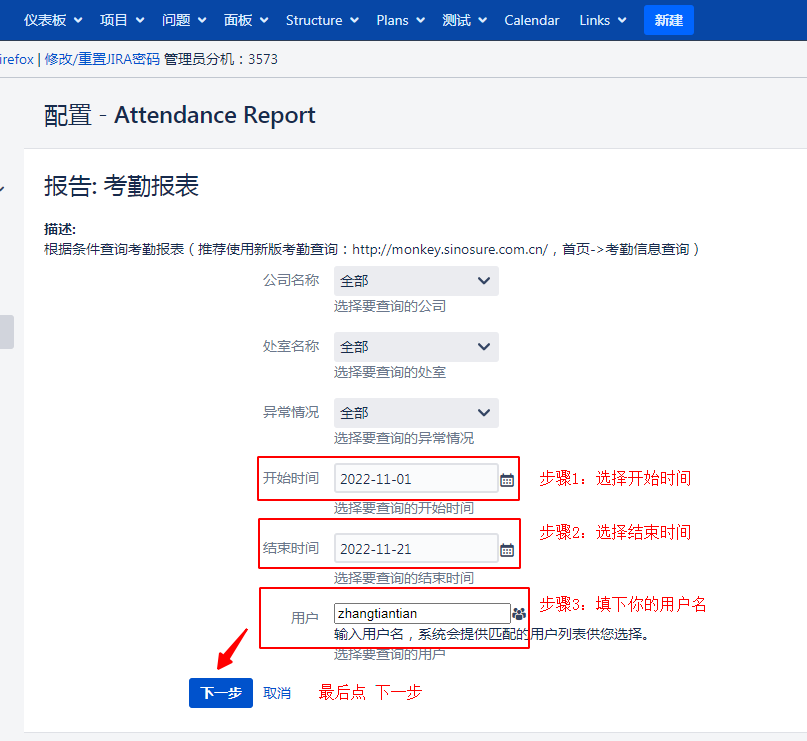 仪表板 项目 问题 面板 Structure Plans 测试 Calendar Links 新建
irefox | 修改/重置JIRA密码 管理员分机：3573
配置 - Attendance Report
报告: 考勤报表
描述:
根据条件查询考勤报表（推荐使用新版考勤查询：http://monkey.sinosure.com.cn/，首页->考勤信息查询）
公司名称 全部
选择要查询的公司
处室名称 全部
选择要查询的处室
异常情况 全部
选择要查询的异常情况
开始时间 2022-11-01 步骤1：选择开始时间
选择要查询的开始时间
步骤2：选择结束时间
结束时间 2022-11-21
选择要查询的结束时间
步骤3：填下你的用户名
用户 zhangtiantian
输入用户名，系统会提供匹配的用户列表供您选择。
选择要查询的用户
下一步 取消 最后点 下一步